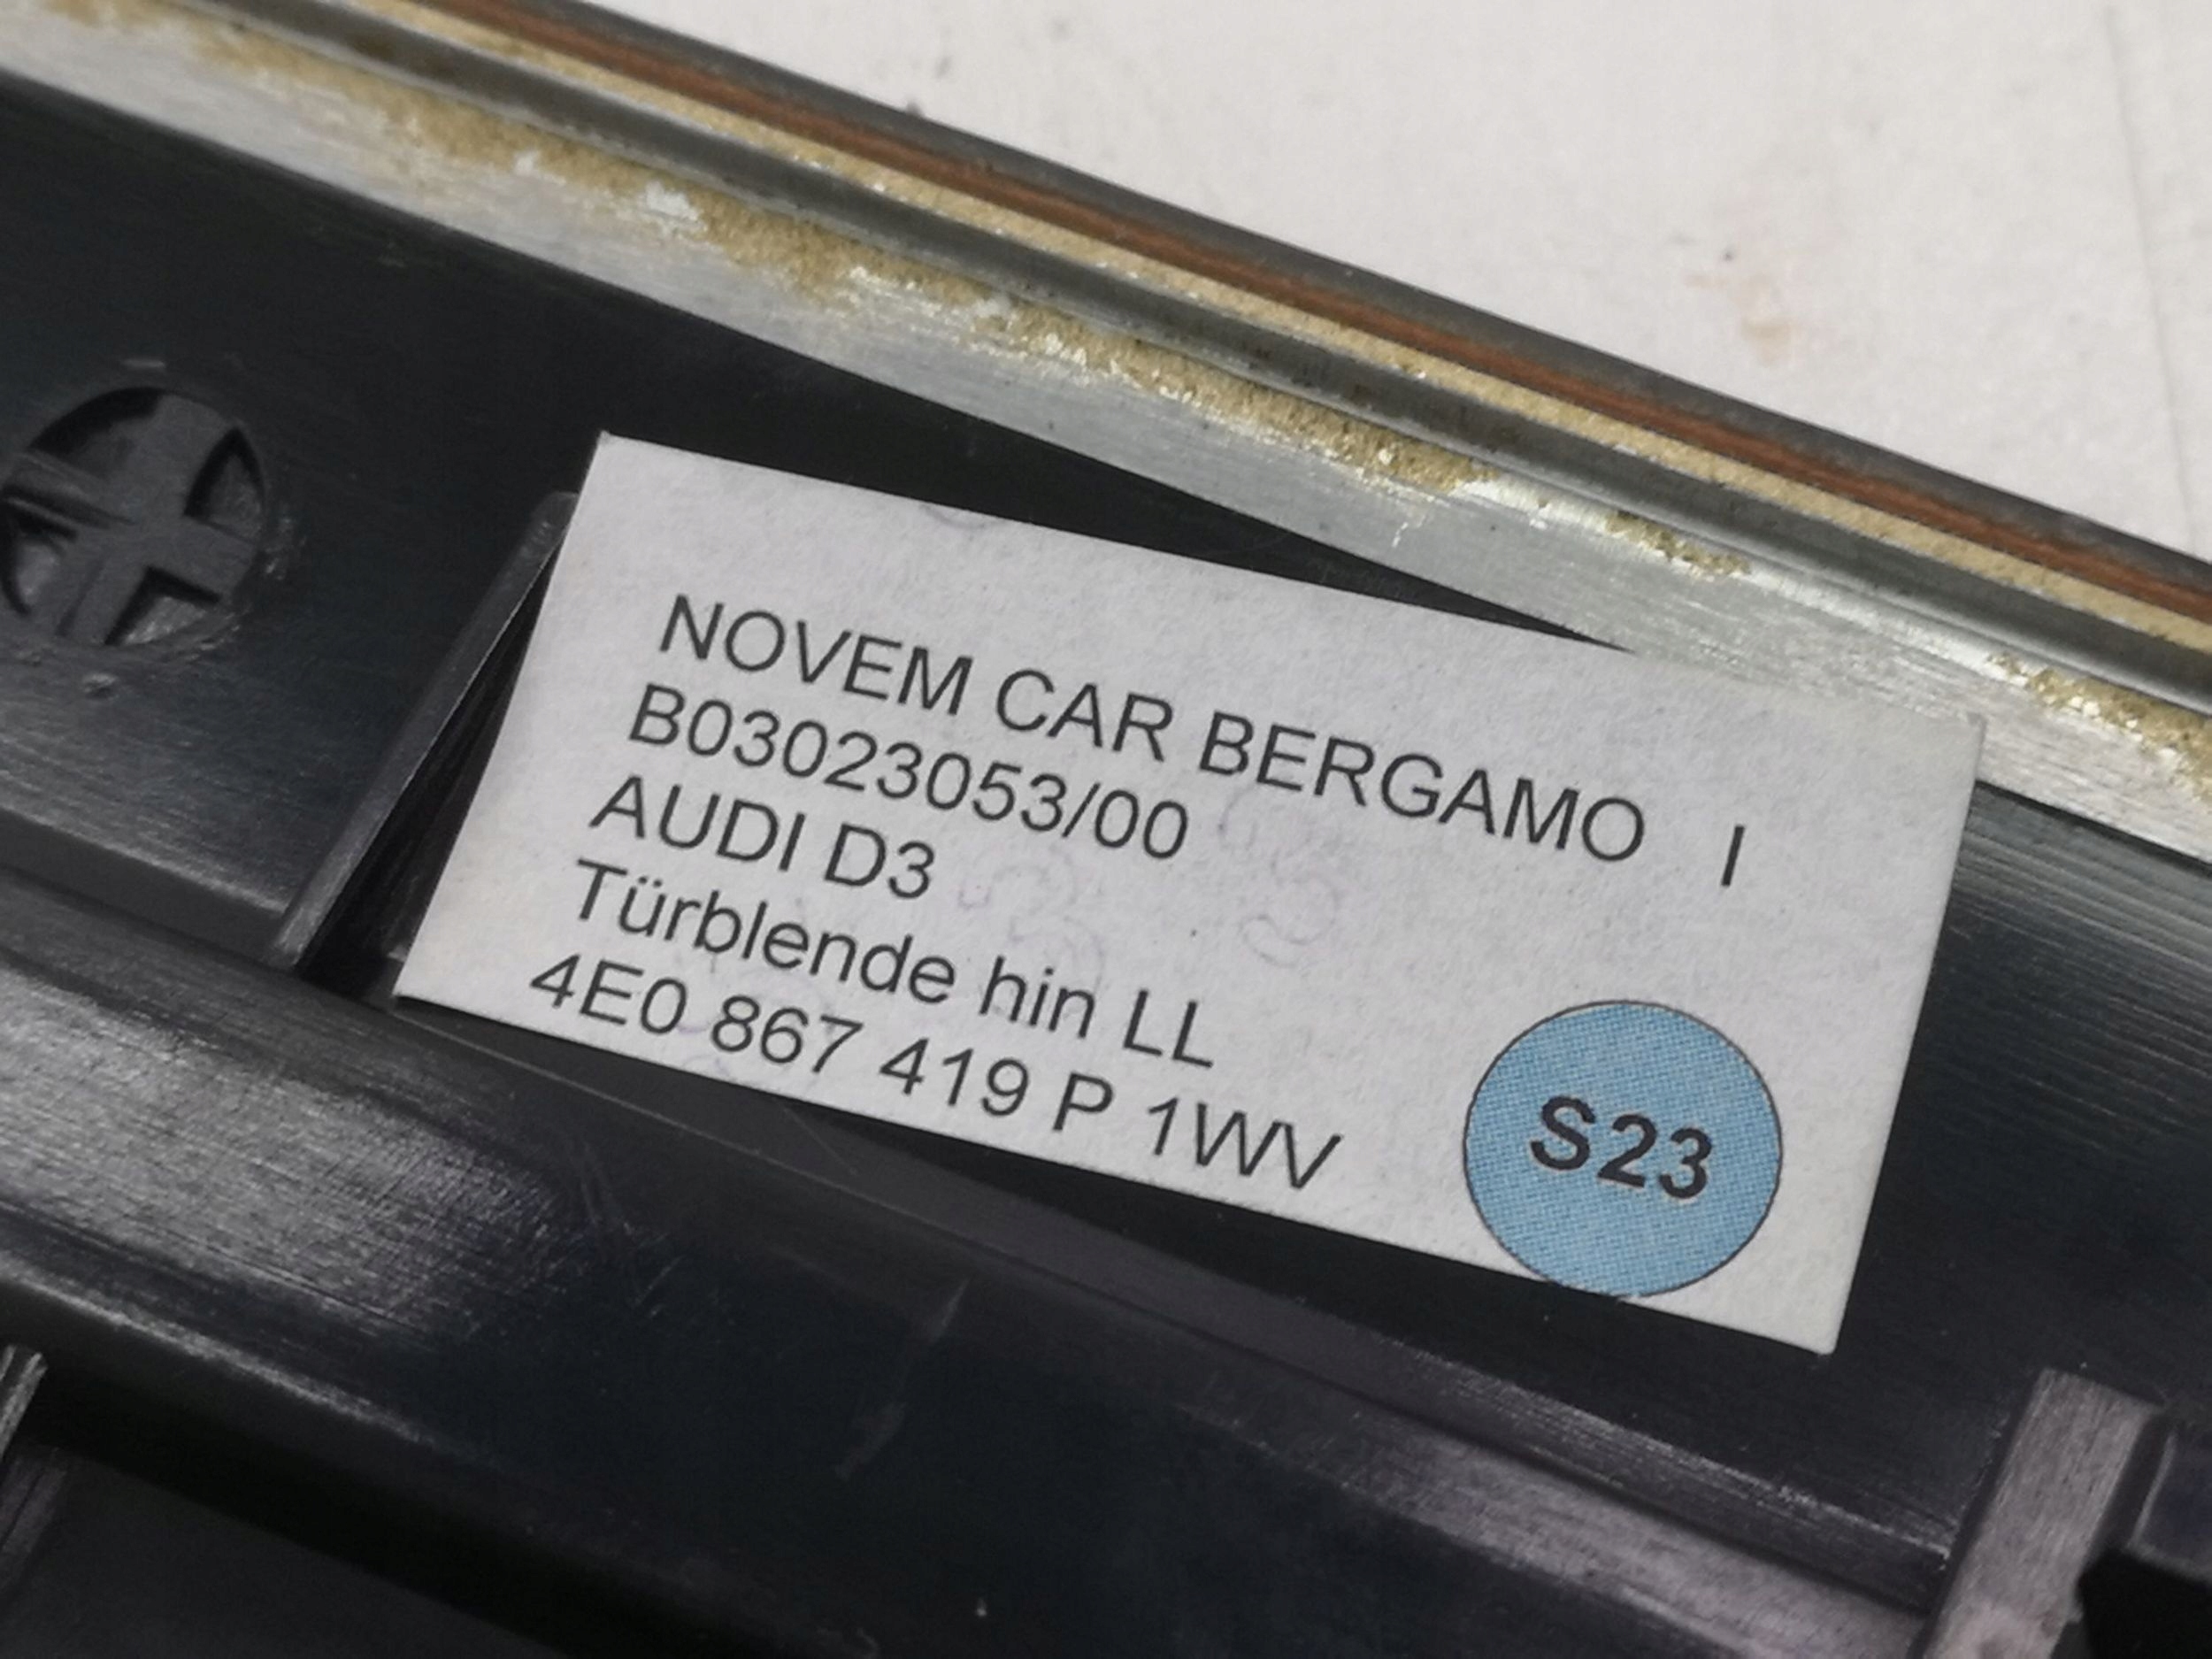 NOVEM CAR BERGAMO I
B03023053/00
AUDI D3
Türblende hin LL
4E0 867 419 P 1WV
S23